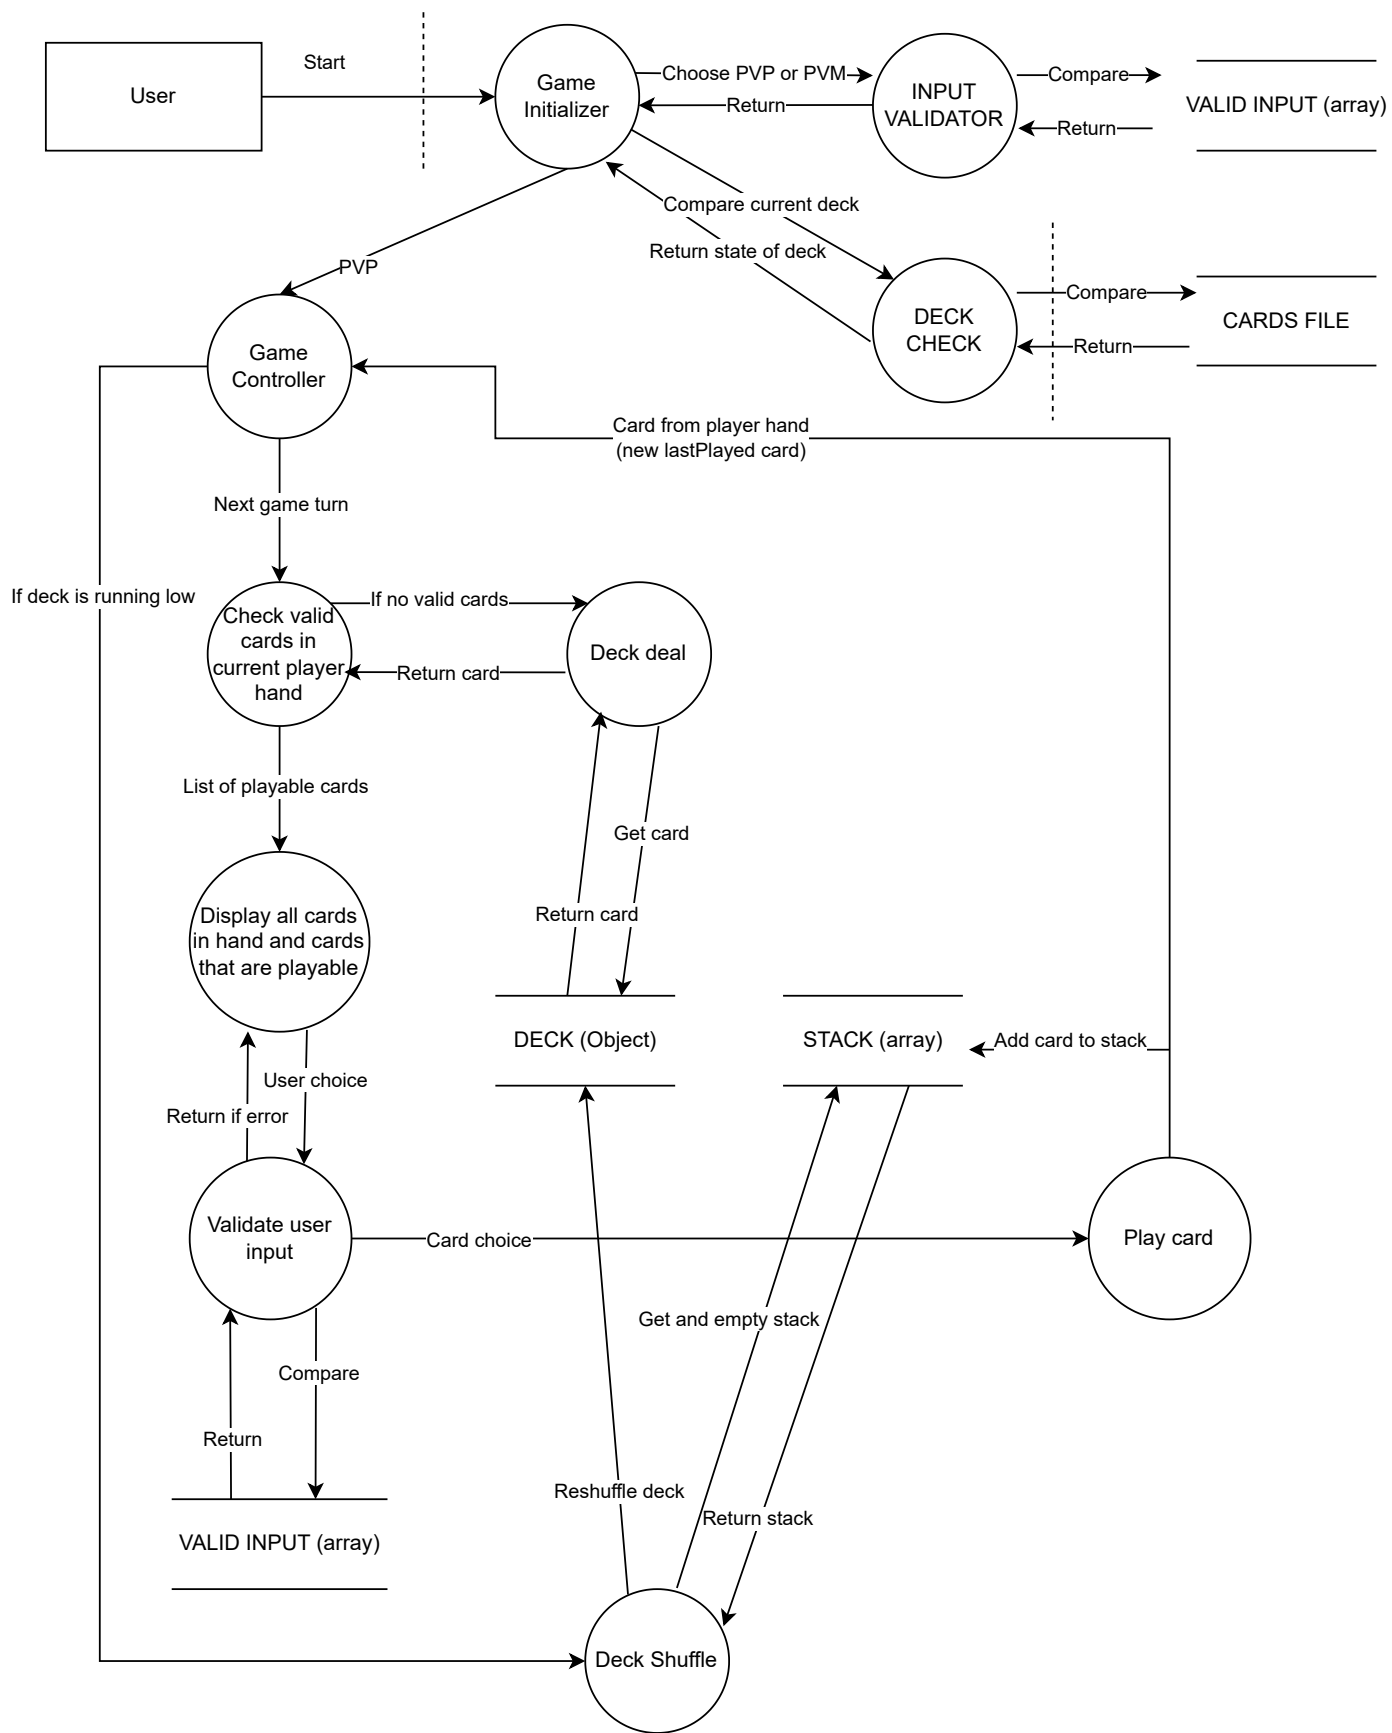 User
Start
Game
Initializer
Choose PVP or PVM
Return
INPUT
VALIDATOR
Compare
Return
VALID INPUT (array)
Compare current deck
Return state of deck
PVP
DECK
CHECK
Compare
Return
CARDS FILE
Game
Controller
Card from player hand
(new lastPlayed card)
Next game turn
If deck is running low
Check valid
cards in
current player
hand
If no valid cards
Return card
Deck deal
List of playable cards
Get card
Return card
Display all cards
in hand and cards
that are playable
DECK (Object)
STACK (array)
Add card to stack
User choice
Return if error
Validate user
input
Card choice
Play card
Get and empty stack
Compare
Return
Reshuffle deck
Return stack
VALID INPUT (array)
Deck Shuffle